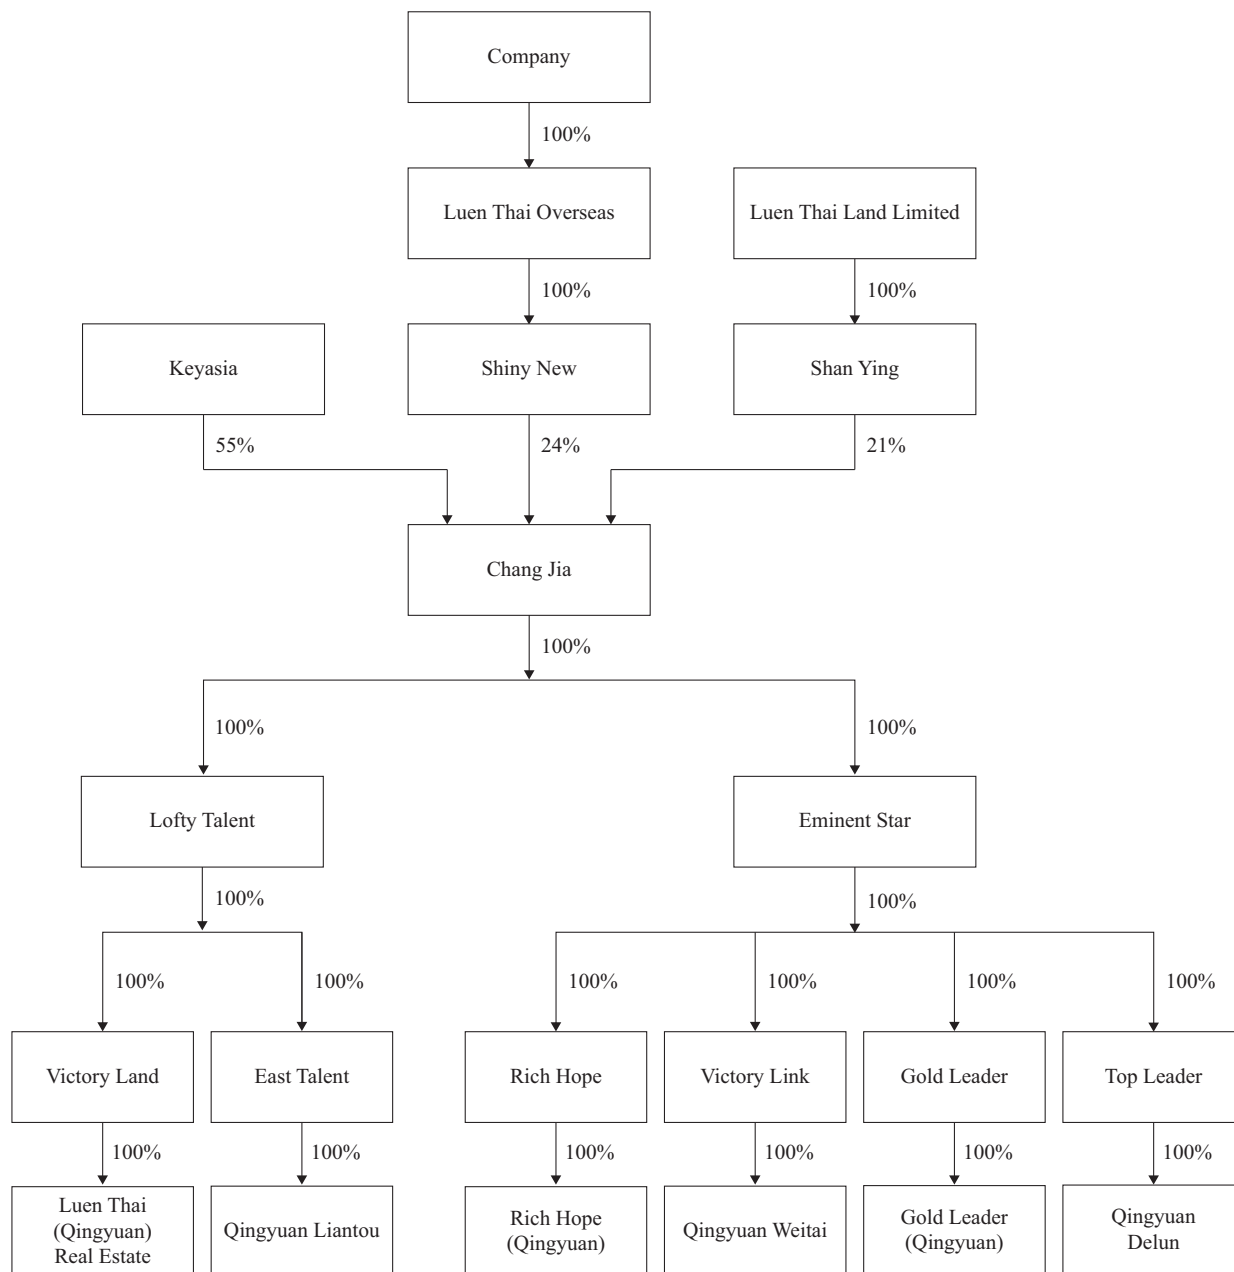 Company
100%
Luen Thai Overseas
Luen Thai Land Limited
100%
100%
Keyasia
Shiny New
Shan Ying
55%
24%
21%
Chang Jia
100%
100%
100%
Lofty Talent
Eminent Star
100%
100%
100%
100%
100%
100%
100%
100%
Victory Land
East Talent
Rich Hope
Victory Link
Gold Leader
Top Leader
100%
100%
100%
100%
100%
100%
Luen Thai
(Qingyuan)
Real Estate
Qingyuan Liantou
Rich Hope
(Qingyuan)
Qingyuan Weitai
Gold Leader
(Qingyuan)
Qingyuan
Delun